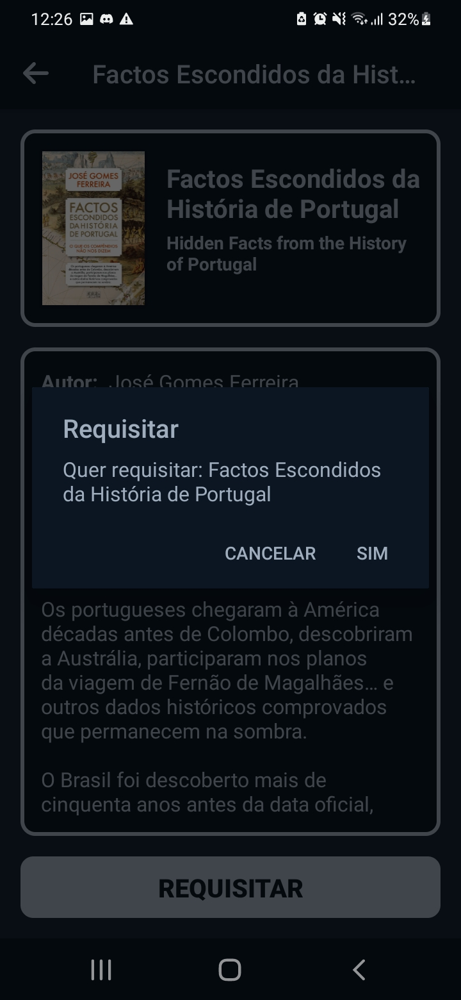 12:26
32%
Factos Escondidos da Hist…
JOSÉ GOMES
FERREIRA
FACTOS
ESCONDIDOS
DA HISTÓRIA
DE PORTUGAL
O QUE OS COMPÊNDIOS
NÃO NOS DIZEM
Factos Escondidos da
História de Portugal
Hidden Facts from the History
of Portugal
Autor: José Gomes Ferreira
Requisitar
Quer requisitar: Factos Escondidos
da História de Portugal
CANCELAR SIM
Os portugueses chegaram à América
décadas antes de Colombo, descobriram
a Austrália, participaram nos planos
da viagem de Fernão de Magalhães… e
outros dados históricos comprovados
que permanecem na sombra.
O Brasil foi descoberto mais de
cinquenta anos antes da data oficial,
REQUISITAR